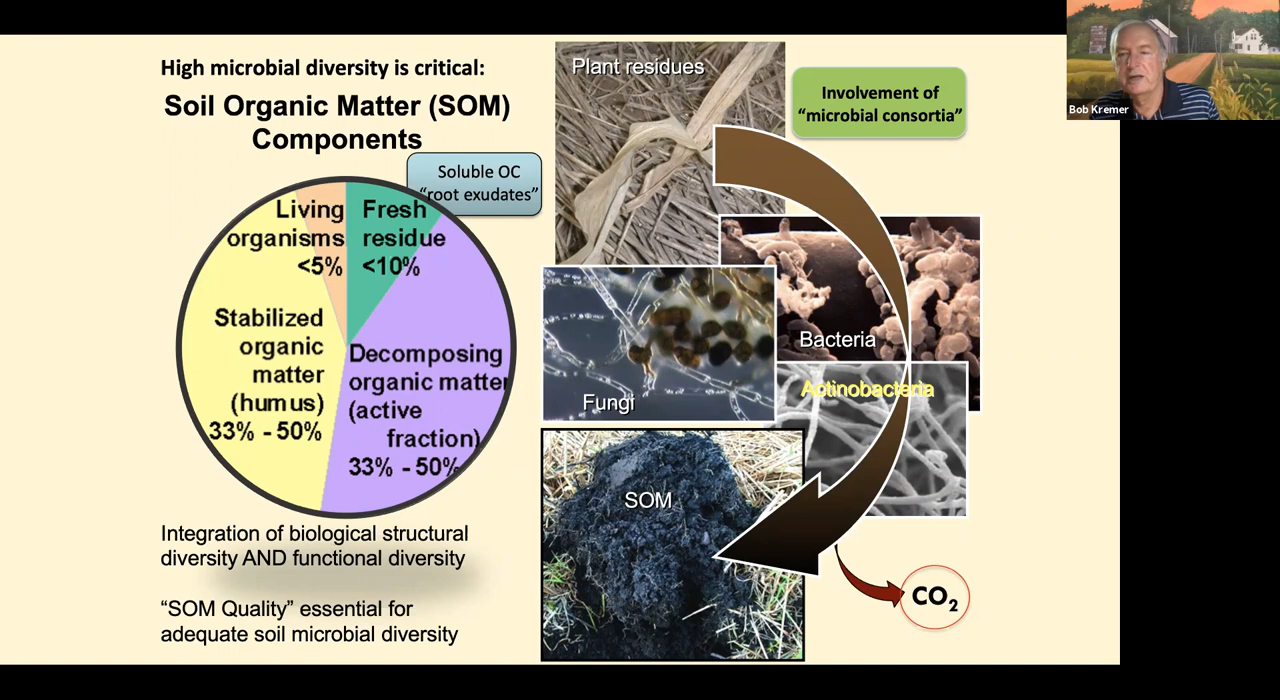 High microbial diversity is critical:
Soil Organic Matter (SOM)
Components
Soluble OC
“root exudates”
Living
organisms
<5%
Fresh
residue
<10%
Stabilized
organic
matter
(humus)
33% - 50%
Decomposing
organic matter
(active
fraction)
33% - 50%
Integration of biological structural
diversity AND functional diversity
“SOM Quality” essential for
adequate soil microbial diversity
Plant residues
Involvement of
“microbial consortia”
Bacteria
Fungi
Actinobacteria
SOM
CO₂
Bob Kremer